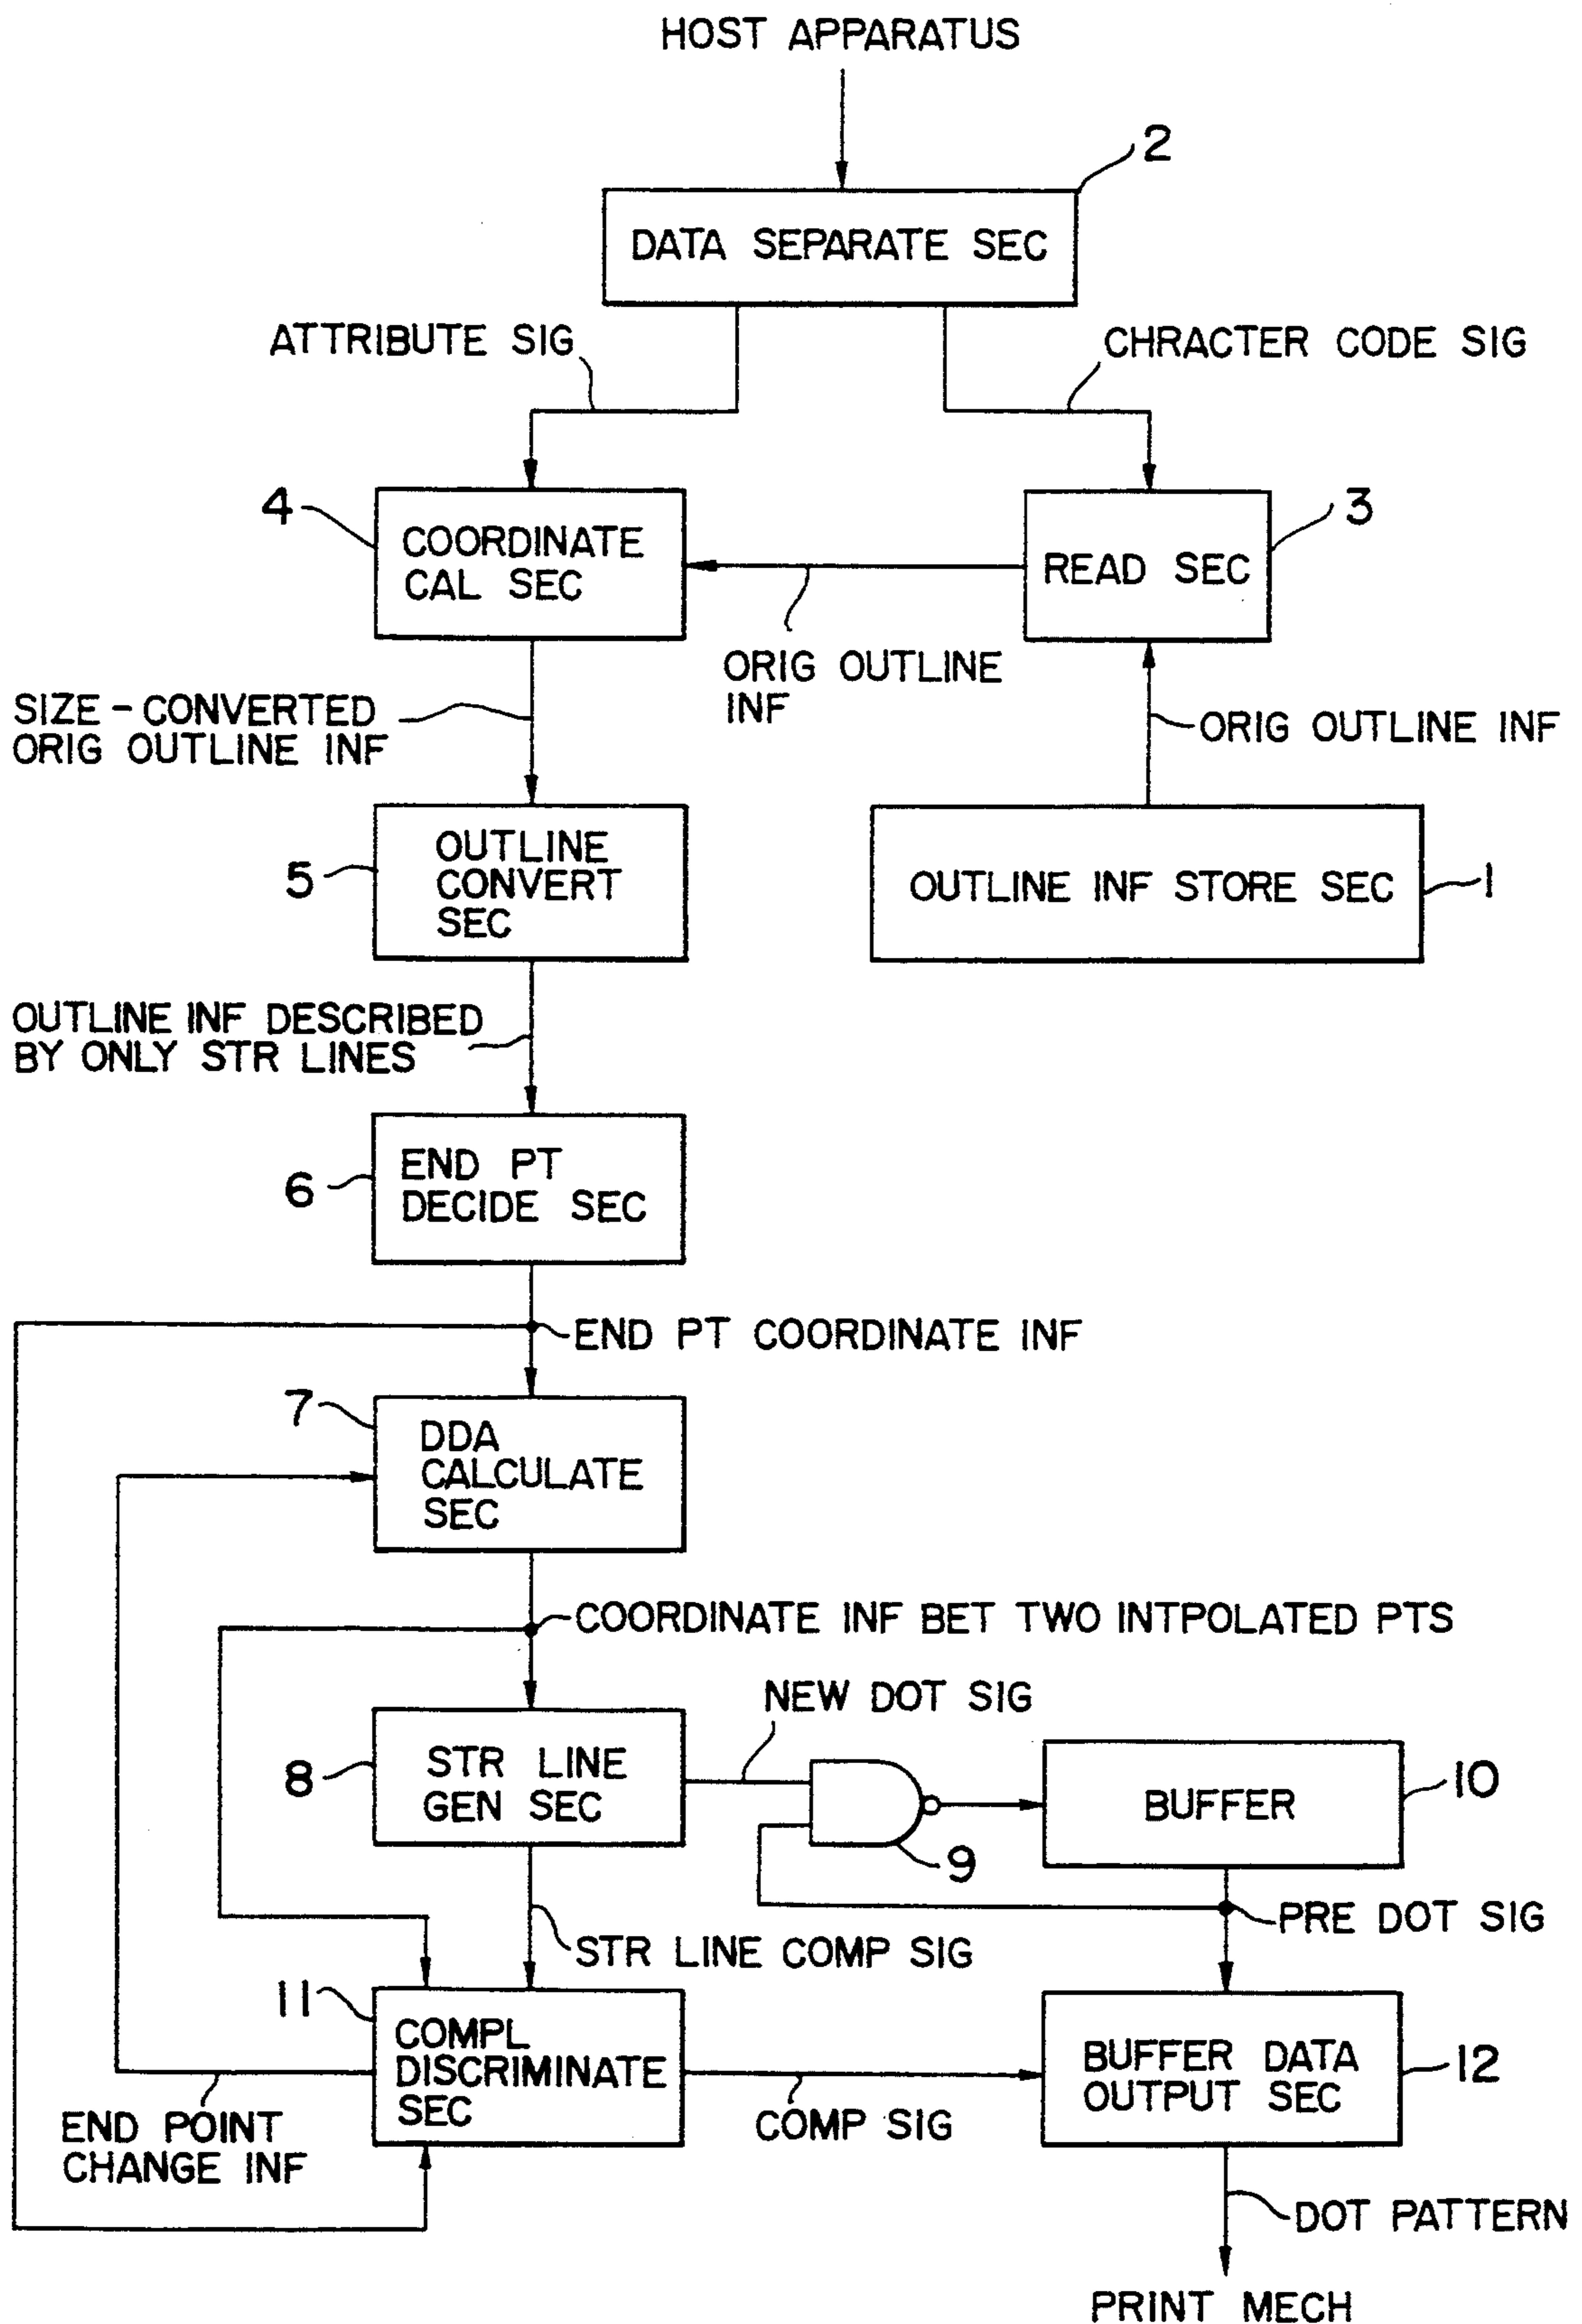 HOST APPARATUS
2
DATA SEPARATE SEC
ATTRIBUTE SIG
CHRACTER CODE SIG
4
COORDINATE
CAL SEC
3
READ SEC
ORIG OUTLINE
INF
SIZE-CONVERTED
ORIG OUTLINE INF
ORIG OUTLINE INF
5
OUTLINE
CONVERT
SEC
OUTLINE INF STORE SEC
1
OUTLINE INF DESCRIBED
BY ONLY STR LINES
6
END PT
DECIDE SEC
END PT COORDINATE INF
7
DDA
CALCULATE
SEC
COORDINATE INF BET TWO INTPOLATED PTS
NEW DOT SIG
8
STR LINE
GEN SEC
9
BUFFER
10
PRE DOT SIG
STR LINE COMP SIG
11
COMPL
DISCRIMINATE
SEC
BUFFER DATA
OUTPUT SEC
12
END POINT
CHANGE INF
COMP SIG
DOT PATTERN
PRINT MECH